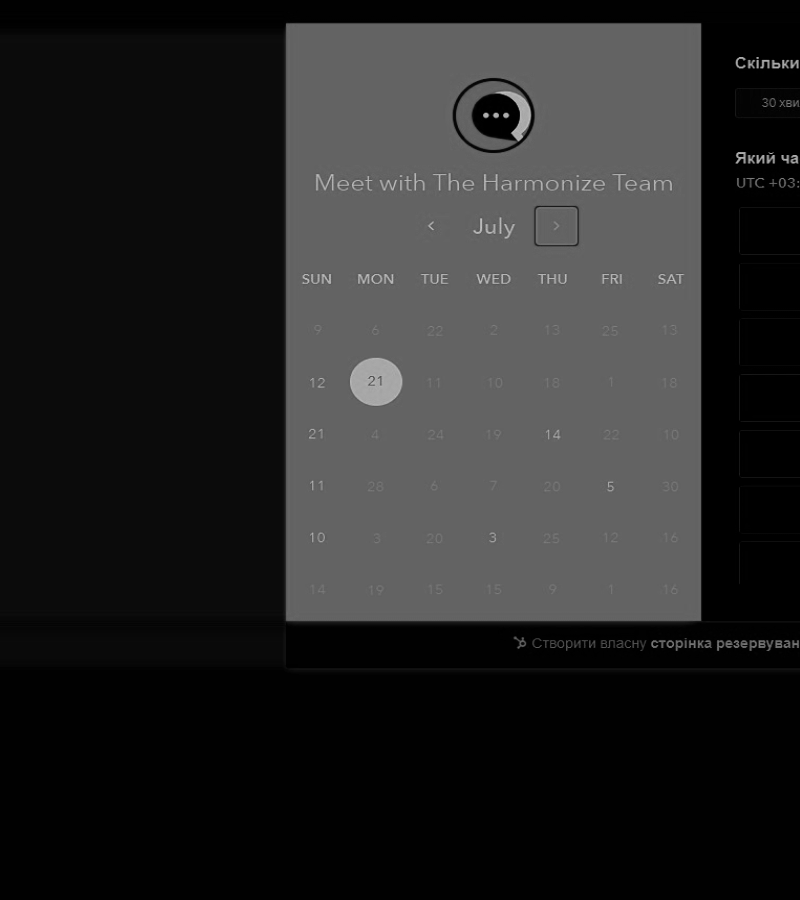 Meet with The Harmonize Team
July
SUN MON TUE WED THU FRI SAT
9 6 22 2 13 25 13
12 21 11 10 18 1 18
21 4 24 19 14 22 10
11 28 6 7 20 5 30
10 3 20 3 25 12 16
14 19 15 15 9 1 16
Скільки
30 хви
Який ча
UTC +03:
Створити власну сторінка резервуван